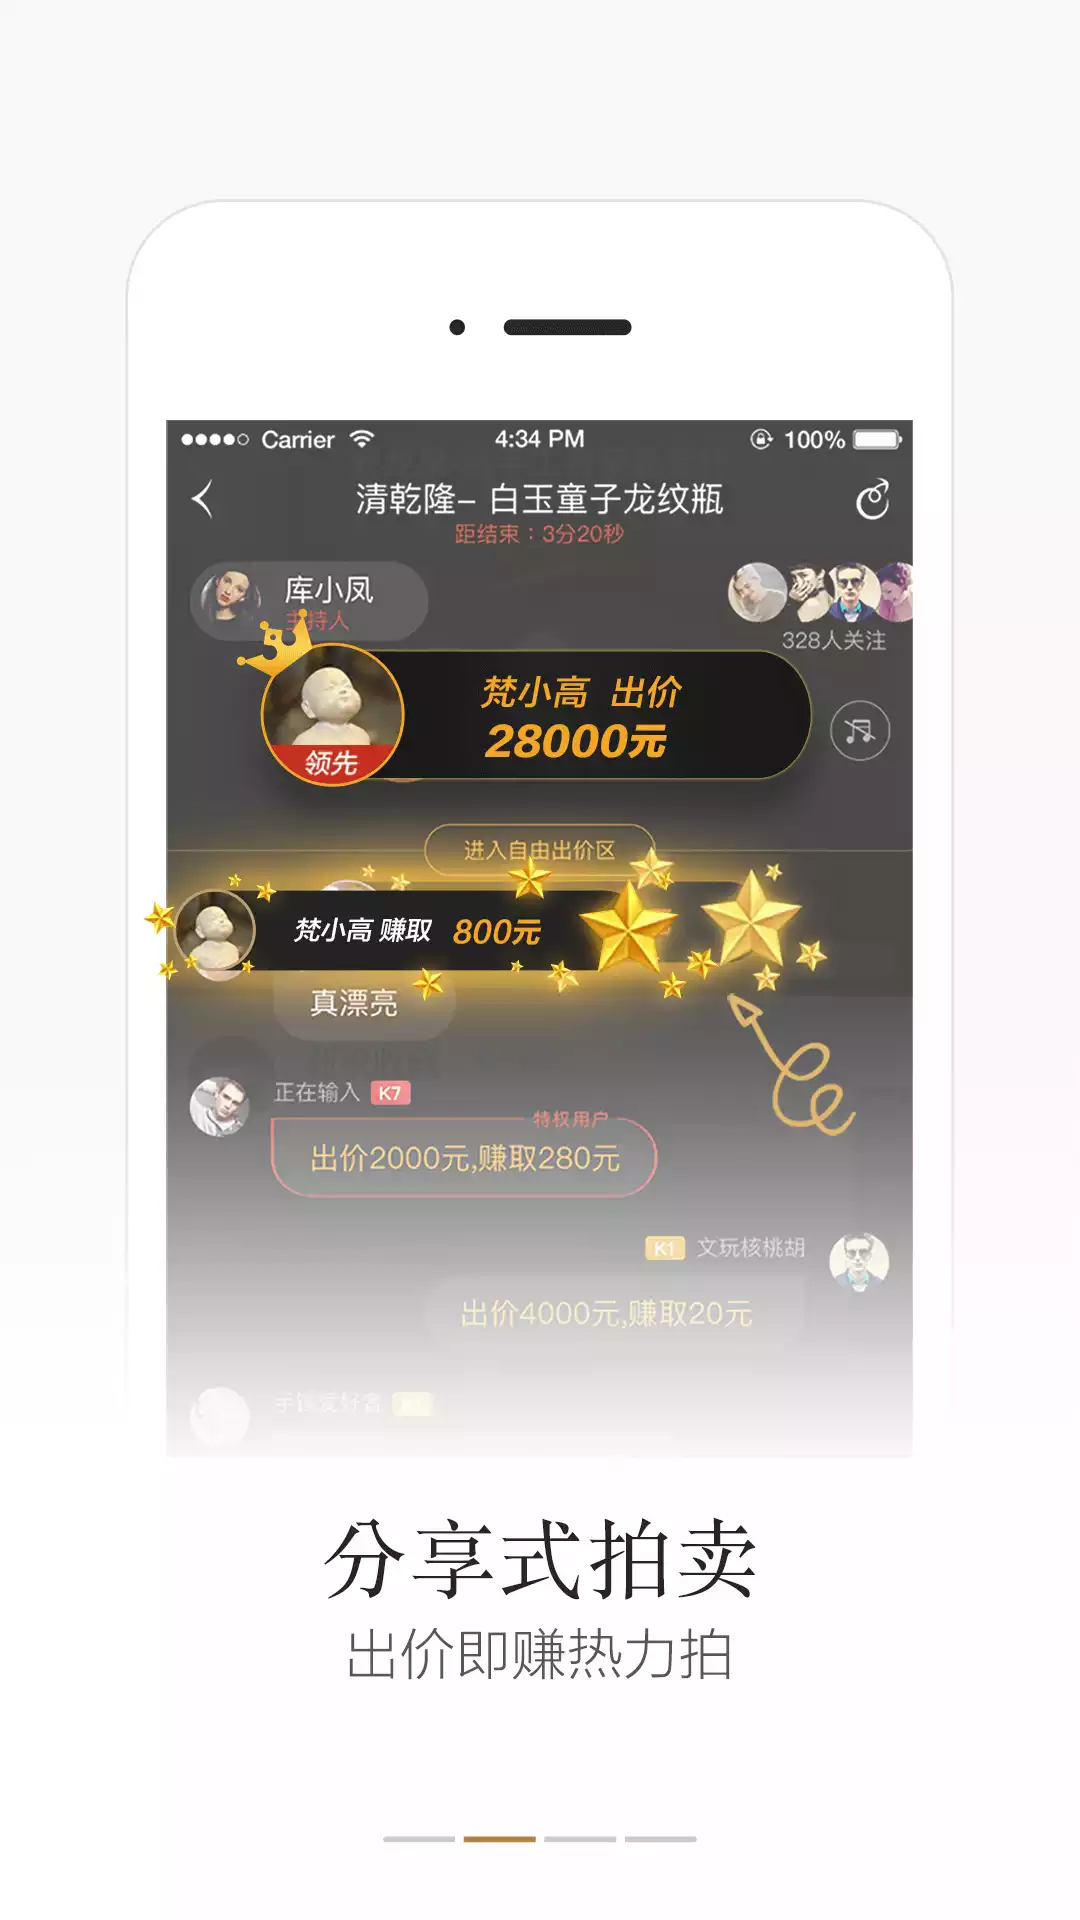 Carrier
4:34 PM
100%
清乾隆- 白玉童子龙纹瓶
距结束：3分20秒
库小凤
主持人
328人关注
梵小高 出价
28000元
领先
进入自由出价区
梵小高 赚取 800元
真漂亮
正在输入 K7
特权用户
出价2000元,赚取280元
K1 文玩核桃胡
出价4000元,赚取20元
分享式拍卖
出价即赚热力拍